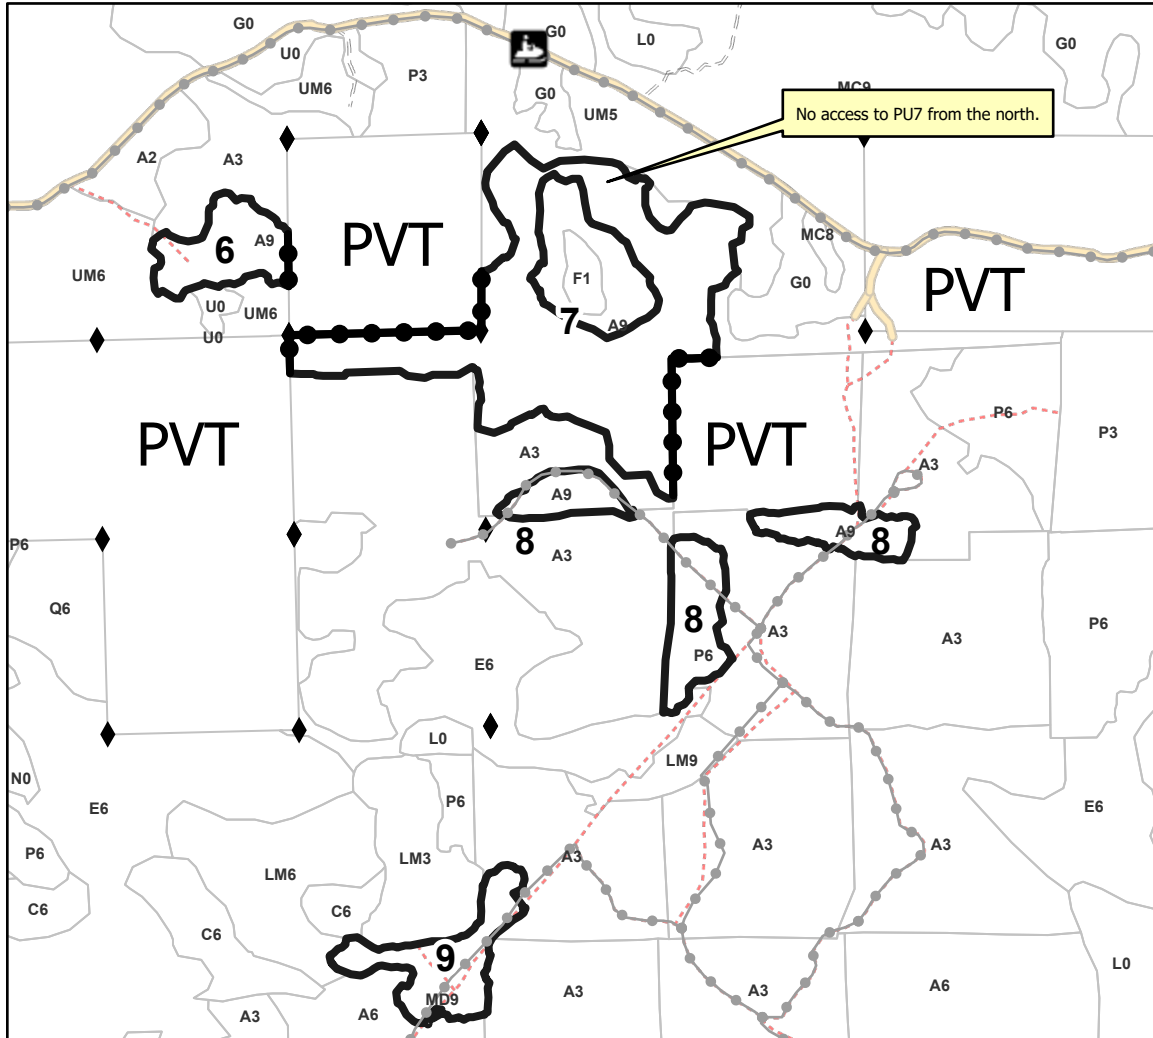 G0
G0
L0
G0
U0
P3
UM6
G0
UM5
No access to PU7 from the north.
A2
A3
PVT
MC8
6
A9
UM6
F1
G0
PVT
U0
UM6
U0
7
A9
PVT
PVT
P6
P3
A3
A3
A9
8
A9
8
P6
A3
Q6
8
A3
A3
P6
E6
P6
L0
LM9
N0
E6
P6
E6
P6
LM3
A3
A3
A3
LM6
C6
C6
C6
9
L0
MD9
A3
A6
A3
A3
A6